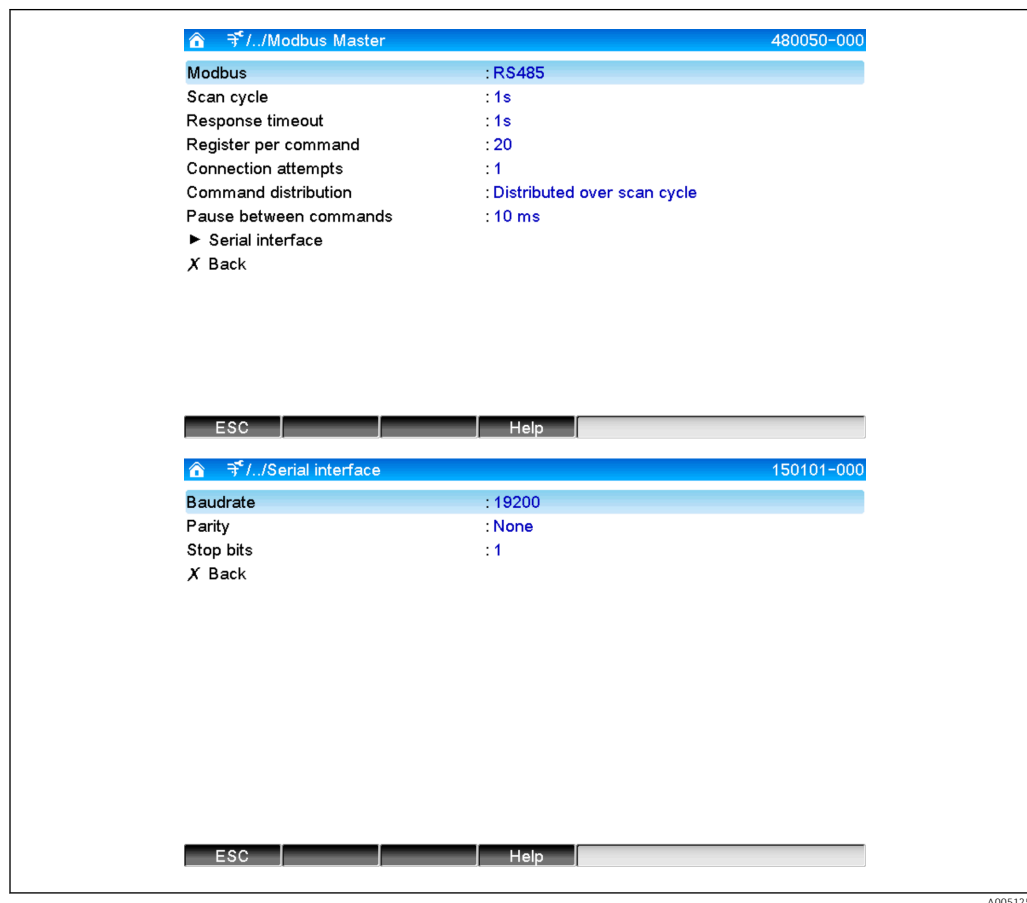 /../Modbus Master 480050-000
Modbus : RS485
Scan cycle : 1s
Response timeout : 1s
Register per command : 20
Connection attempts : 1
Command distribution : Distributed over scan cycle
Pause between commands : 10 ms
► Serial interface
X Back
ESC Help
/../Serial interface 150101-000
Baudrate : 19200
Parity : None
Stop bits : 1
X Back
ESC Help